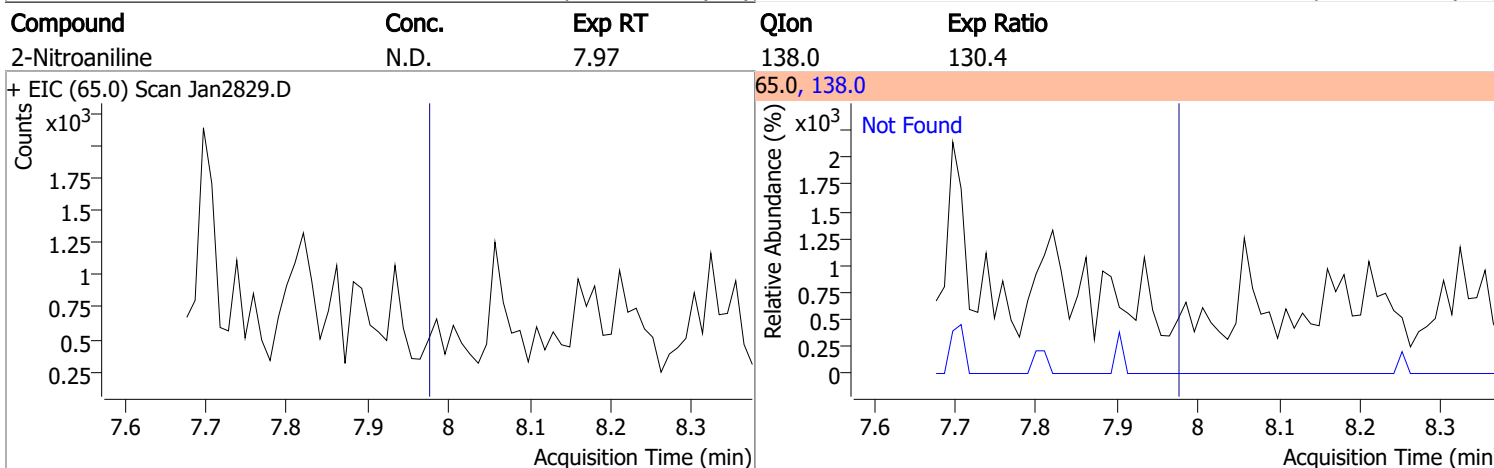 Compound Conc. Exp RT QIon Exp Ratio
2-Nitroaniline N.D. 7.97 138.0 130.4
+ EIC (65.0) Scan Jan2829.D
Counts
x10³
1.75
1.5
1.25
1
0.75
0.5
0.25
7.6 7.7 7.8 7.9 8 8.1 8.2 8.3
Acquisition Time (min)
65.0, 138.0
Relative Abundance (%)
x10³
Not Found
2
1.75
1.5
1.25
1
0.75
0.5
0.25
0
7.6 7.7 7.8 7.9 8 8.1 8.2 8.3
Acquisition Time (min)